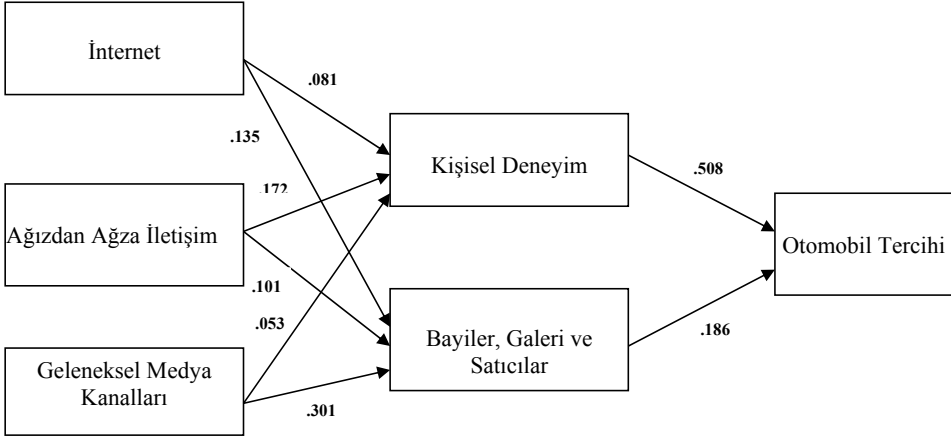 İnternet
.081
.135
Kişisel Deneyim
.508
.172
Ağızdan Ağza İletişim
Otomobil Tercihi
.101
.053
.186
Bayiler, Galeri ve
Satıcılar
Geleneksel Medya
Kanalları
.301